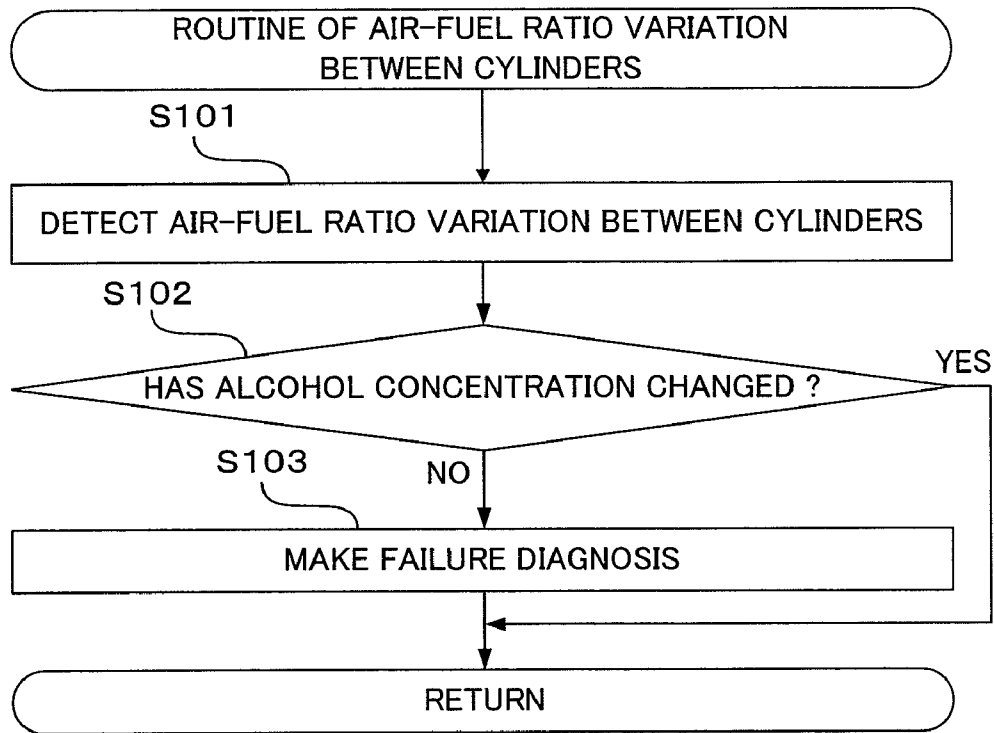 ROUTINE OF AIR-FUEL RATIO VARIATION
BETWEEN CYLINDERS
S101
DETECT AIR-FUEL RATIO VARIATION BETWEEN CYLINDERS
S102
HAS ALCOHOL CONCENTRATION CHANGED ?
YES
NO
S103
MAKE FAILURE DIAGNOSIS
RETURN